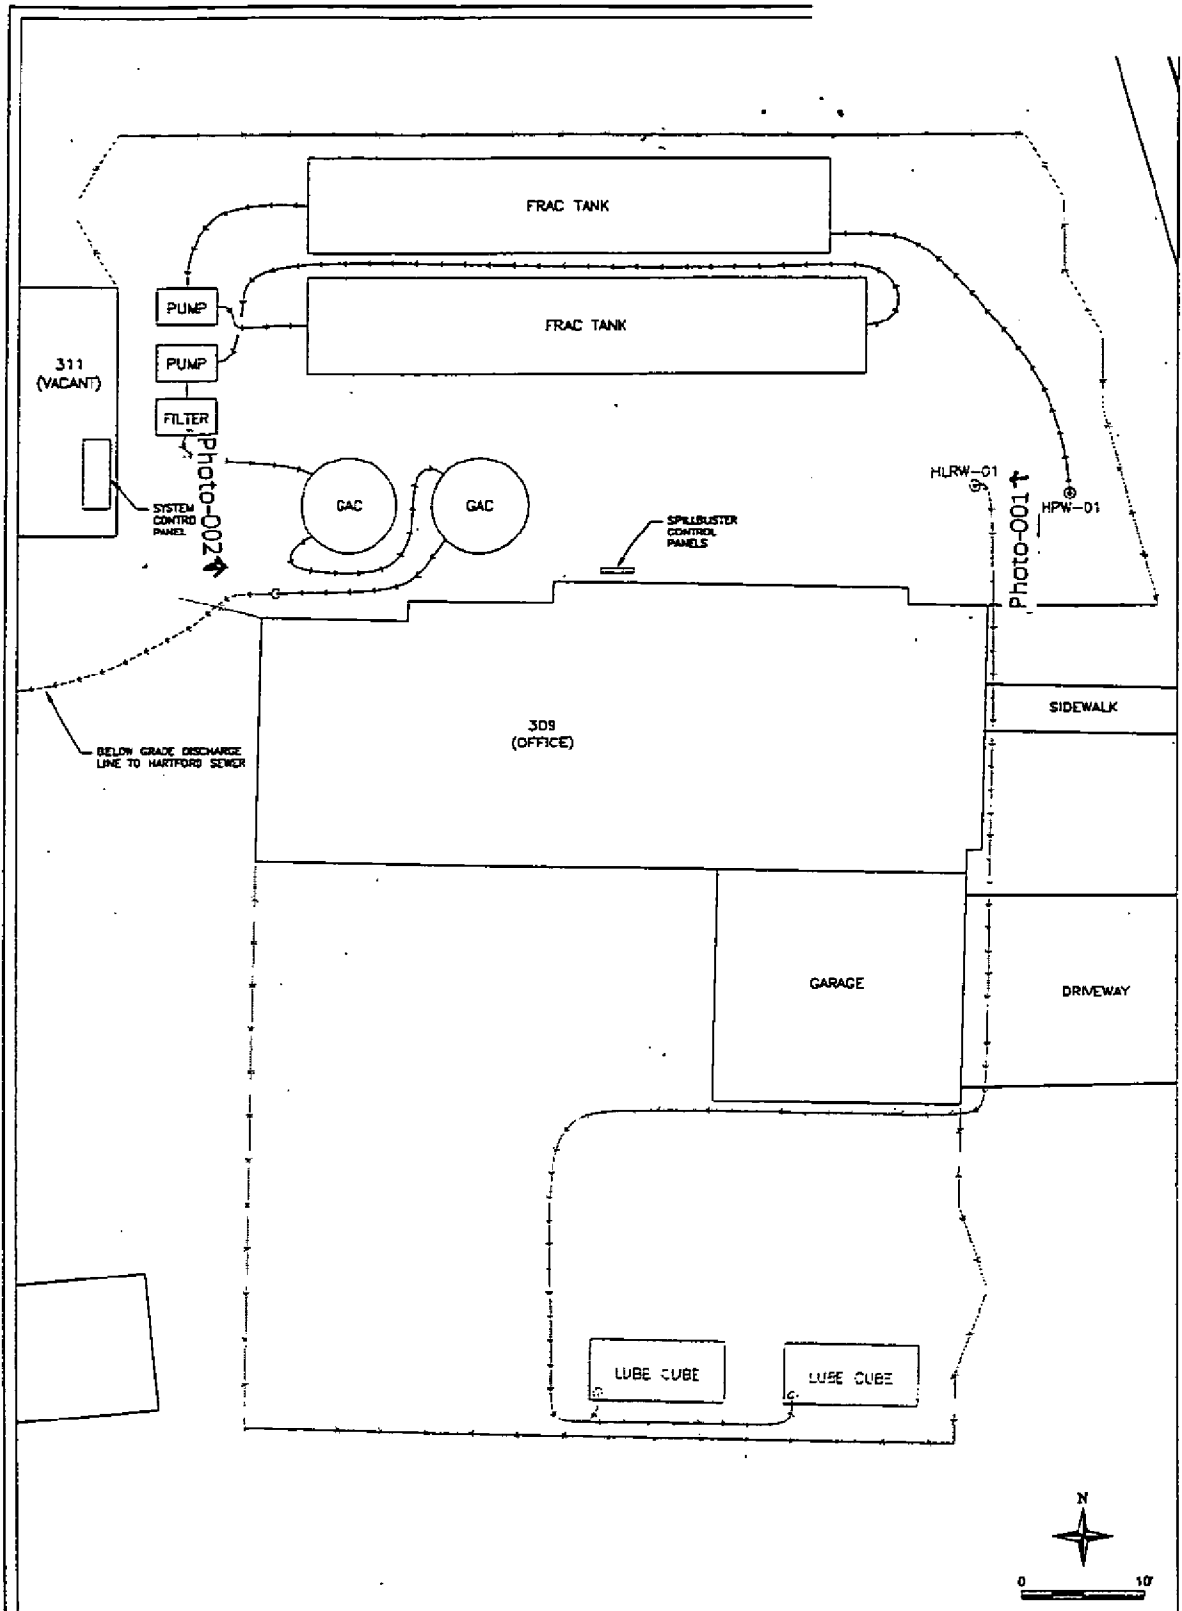 FRAC TANK
PUMP
FRAC TANK
311
(VACANT)
PUMP
FILTER
Photo-002
HLRW-01
HPW-01
Photo-001
GAC
GAC
SYSTEM
CONTRO
PANEL
SPILLBUSTER
CONTROL
PANELS
SIDEWALK
309
(OFFICE)
BELOW GRADE DISCHARGE
LINE TO HARTFORD SEWER
GARAGE
DRIVEWAY
LUBE CUBE
LUBE CUBE
N
0 10'